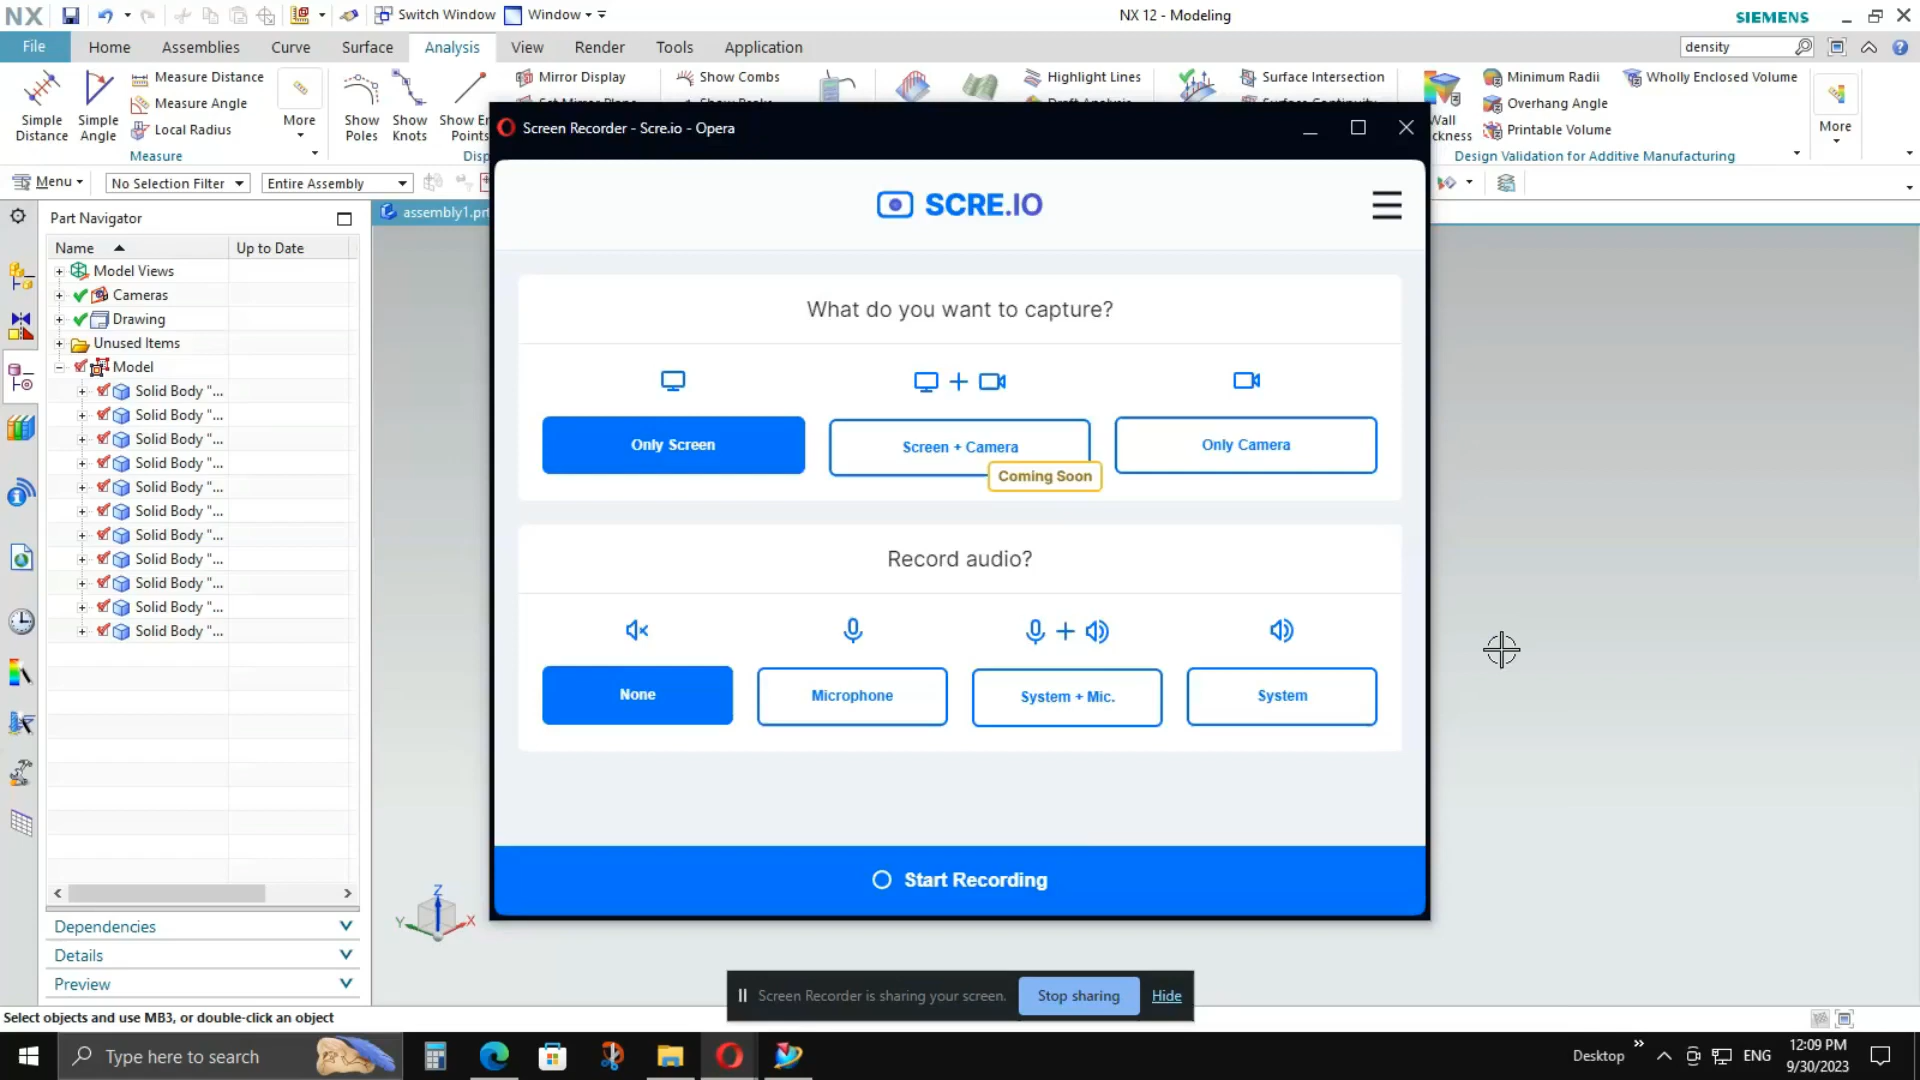 NX
Switch Window
Window
NX 12 - Modeling
SIEMENS
File
Home
Assemblies
Curve
Surface
Analysis
View
Render
Tools
Application
density
Simple Distance
Simple Angle
Measure Distance
Measure Angle
Local Radius
More
Measure
Show Poles
Show Knots
Mirror Display
Show Combs
Highlight Lines
Surface Intersection
Minimum Radii
Overhang Angle
Printable Volume
Wholly Enclosed Volume
More
Design Validation for Additive Manufacturing
Menu
No Selection Filter
Entire Assembly
Part Navigator
assembly1.prt
Name
Up to Date
Model Views
Cameras
Drawing
Unused Items
Model
Solid Body "...
Solid Body "...
Solid Body "...
Solid Body "...
Solid Body "...
Solid Body "...
Solid Body "...
Solid Body "...
Solid Body "...
Solid Body "...
Solid Body "...
Dependencies
Details
Preview
Z
Y
X
Screen Recorder - Scre.io - Opera
SCRE.IO
What do you want to capture?
Only Screen
Screen + Camera
Coming Soon
Only Camera
Record audio?
None
Microphone
System + Mic.
System
Start Recording
Screen Recorder is sharing your screen.
Stop sharing
Hide
Select objects and use MB3, or double-click an object
Type here to search
Desktop
ENG
12:09 PM
9/30/2023